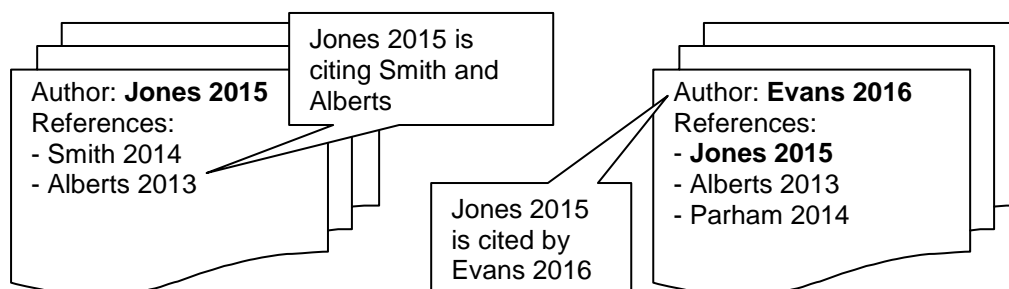 Jones 2015 is
citing Smith and
Alberts
Author: Jones 2015
References:
- Smith 2014
- Alberts 2013
Author: Evans 2016
References:
- Jones 2015
- Alberts 2013
- Parham 2014
Jones 2015
is cited by
Evans 2016